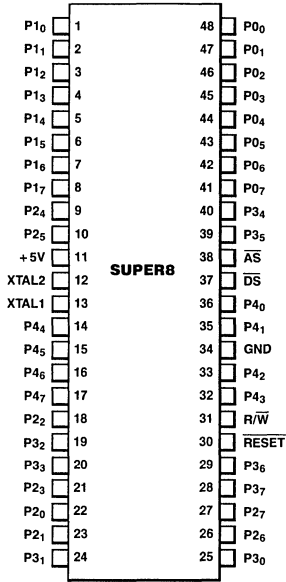 P1₀ 1 48 P0₀
P1₁ 2 47 P0₁
P1₂ 3 46 P0₂
P1₃ 4 45 P0₃
P1₄ 5 44 P0₄
P1₅ 6 43 P0₅
P1₆ 7 42 P0₆
P1₇ 8 41 P0₇
P2₄ 9 40 P3₄
P2₅ 10 39 P3₅
+5V 11 38 A̅S̅
SUPER8
XTAL2 12 37 D̅S̅
XTAL1 13 36 P4₀
P4₄ 14 35 P4₁
P4₅ 15 34 GND
P4₆ 16 33 P4₂
P4₇ 17 32 P4₃
P2₂ 18 31 R/W̅
P3₂ 19 30 R̅E̅S̅E̅T̅
P3₃ 20 29 P3₆
P2₃ 21 28 P3₇
P2₀ 22 27 P2₇
P2₁ 23 26 P2₆
P3₁ 24 25 P3₀